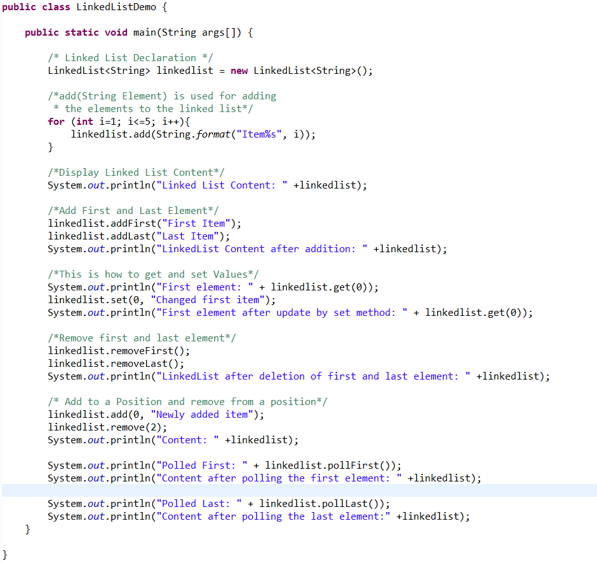 public class LinkedListDemo {
public static void main(String args[]) {
/* Linked List Declaration */
LinkedList<String> linkedlist = new LinkedList<String>();
/*add(String Element) is used for adding
* the elements to the linked list*/
for (int i=1; i<=5; i++){
linkedlist.add(String.format("Item%s", i));
}
/*Display Linked List Content*/
System.out.println("Linked List Content: " +linkedlist);
/*Add First and Last Element*/
linkedlist.addFirst("First Item");
linkedlist.addLast("Last Item");
System.out.println("LinkedList Content after addition: " +linkedlist);
/*This is how to get and set Values*/
System.out.println("First element: " + linkedlist.get(0));
linkedlist.set(0, "Changed first item");
System.out.println("First element after update by set method: " + linkedlist.get(0));
/*Remove first and last element*/
linkedlist.removeFirst();
linkedlist.removeLast();
System.out.println("LinkedList after deletion of first and last element: " +linkedlist);
/* Add to a Position and remove from a position*/
linkedlist.add(0, "Newly added item");
linkedlist.remove(2);
System.out.println("Content: " +linkedlist);
System.out.println("Polled First: " + linkedlist.pollFirst());
System.out.println("Content after polling the first element: " +linkedlist);
System.out.println("Polled Last: " + linkedlist.pollLast());
System.out.println("Content after polling the last element:" +linkedlist);
}
}